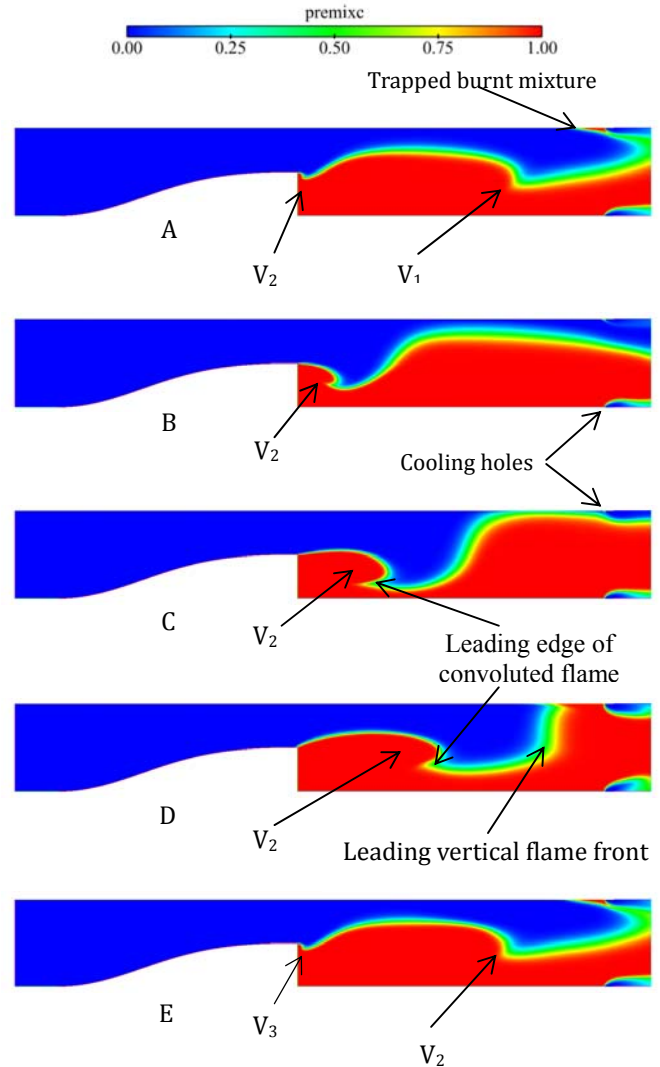 premixc
0.00 0.25 0.50 0.75 1.00
Trapped burnt mixture
A
V₂
V₁
B
V₂
Cooling holes
C
V₂
Leading edge of
convoluted flame
D
V₂
Leading vertical flame front
E
V₃
V₂